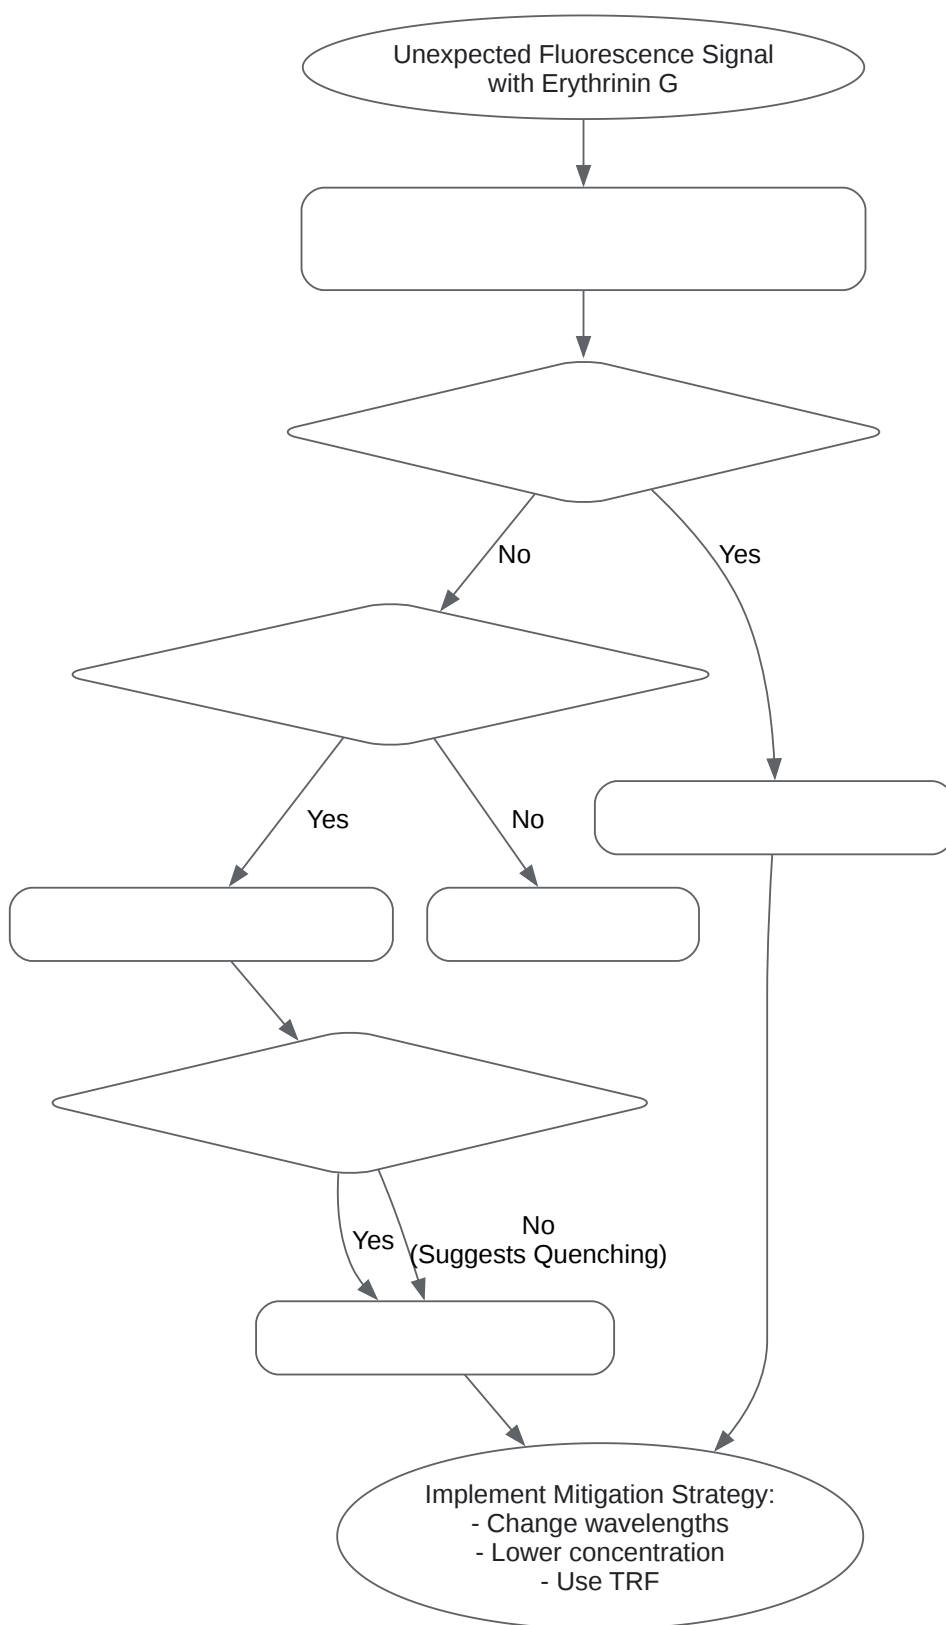 Unexpected Fluorescence Signal
with Erythrinin G
No
Yes
Yes
No
Yes
No
(Suggests Quenching)
Implement Mitigation Strategy:
- Change wavelengths
- Lower concentration
- Use TRF